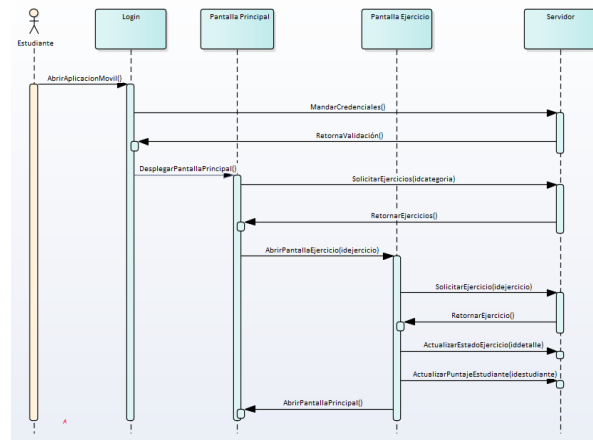 Login
Pantalla Principal
Pantalla Ejercicio
Servidor
Estudiante
AbrirAplicacionMovil()
MandarCredenciales()
RetornaValidación()
DesplegarPantallaPrincipal()
SolicitarEjercicios(idcategoria)
RetornarEjercicios()
AbrirPantallaEjercicio(idejercicio)
SolicitarEjercicio(idejercicio)
RetornarEjercicio()
ActualizarEstadoEjercicio(iddetalle)
ActualizarPuntajeEstudiante(idestudiante)
AbrirPantallaPrincipal()